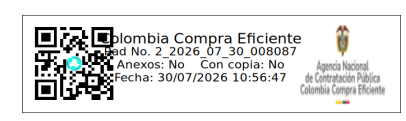 Colombia Compra Eficiente
Rad No. 2_2026_07_30_008087
Anexos: No Con copia: No
Fecha: 30/07/2026 10:56:47
Agencia Nacional
de Contratación Pública
Colombia Compra Eficiente